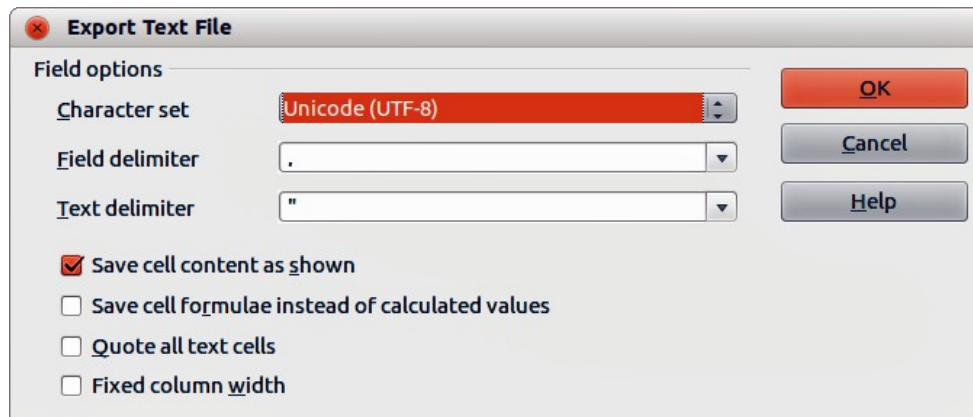 Export Text File
Field options
Character set Unicode (UTF-8)
OK
Field delimiter ,
Cancel
Text delimiter "
Help
Save cell content as shown
Save cell formulae instead of calculated values
Quote all text cells
Fixed column width